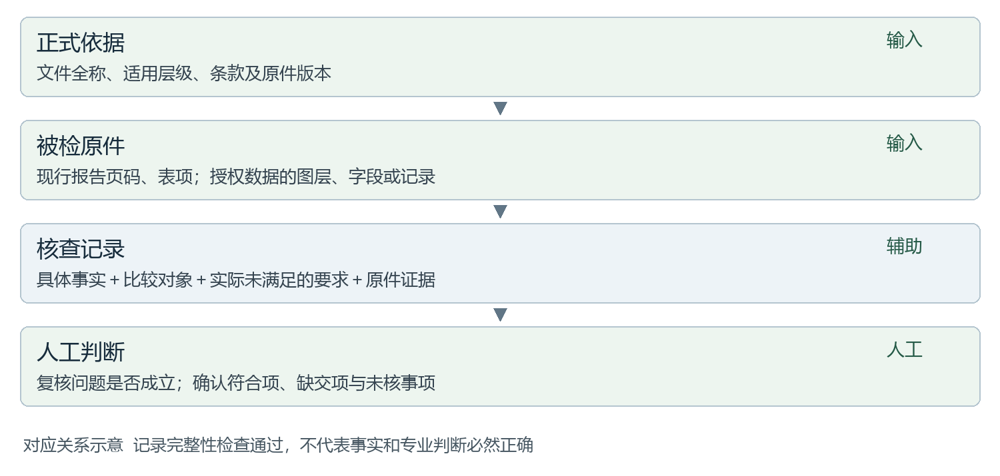 正式依据
输入
文件全称、适用层级、条款及原件版本
被检原件
输入
现行报告页码、表项；授权数据的图层、字段或记录
核查记录
辅助
具体事实 + 比较对象 + 实际未满足的要求 + 原件证据
人工判断
人工
复核问题是否成立；确认符合项、缺交项与未核事项
对应关系示意 记录完整性检查通过，不代表事实和专业判断必然正确